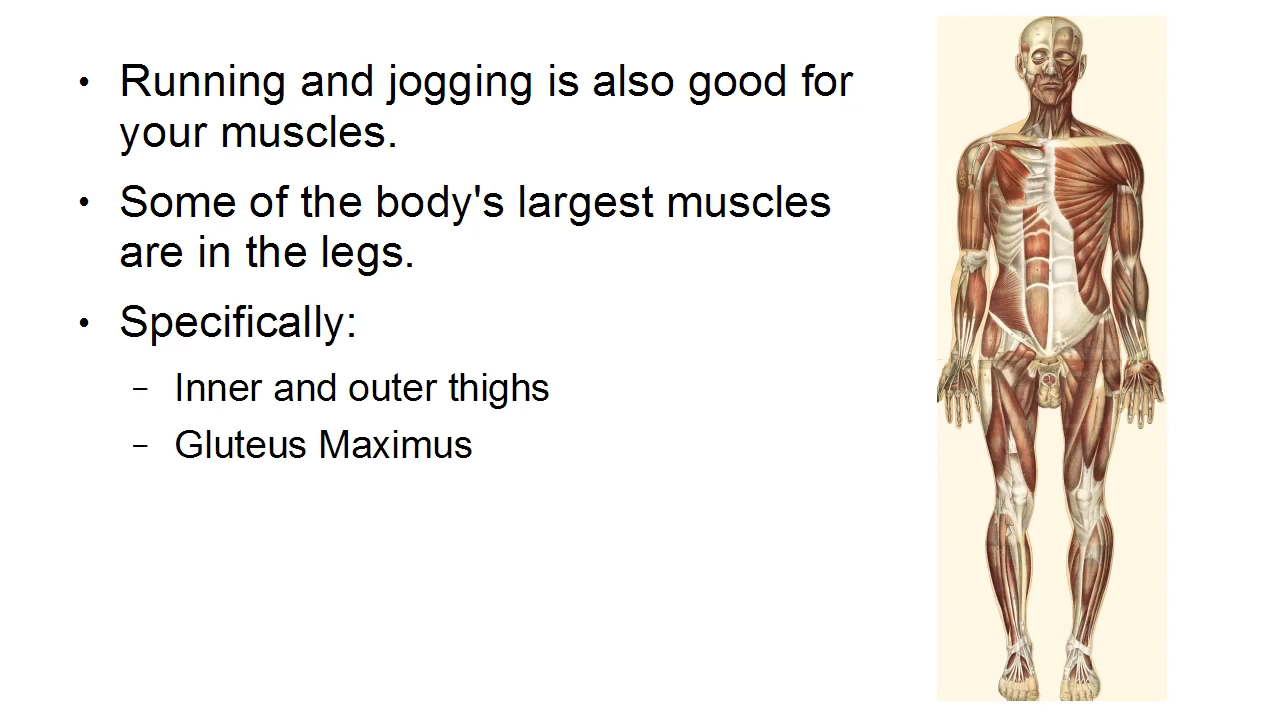 • Running and jogging is also good for
your muscles.
• Some of the body's largest muscles
are in the legs.
• Specifically:
– Inner and outer thighs
– Gluteus Maximus